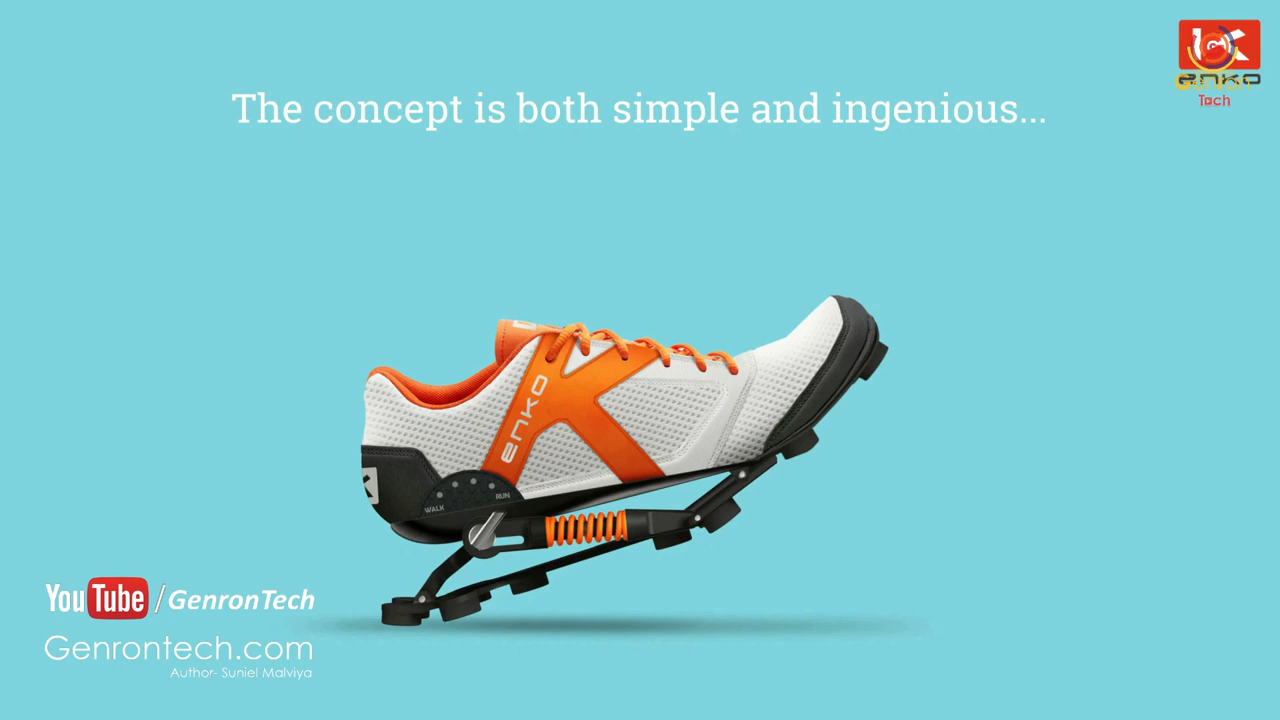 The concept is both simple and ingenious...
enko
Genron
Tech
enko
WALK
RUN
YouTube/GenronTech
Genrontech.com
Author- Suniel Malviya